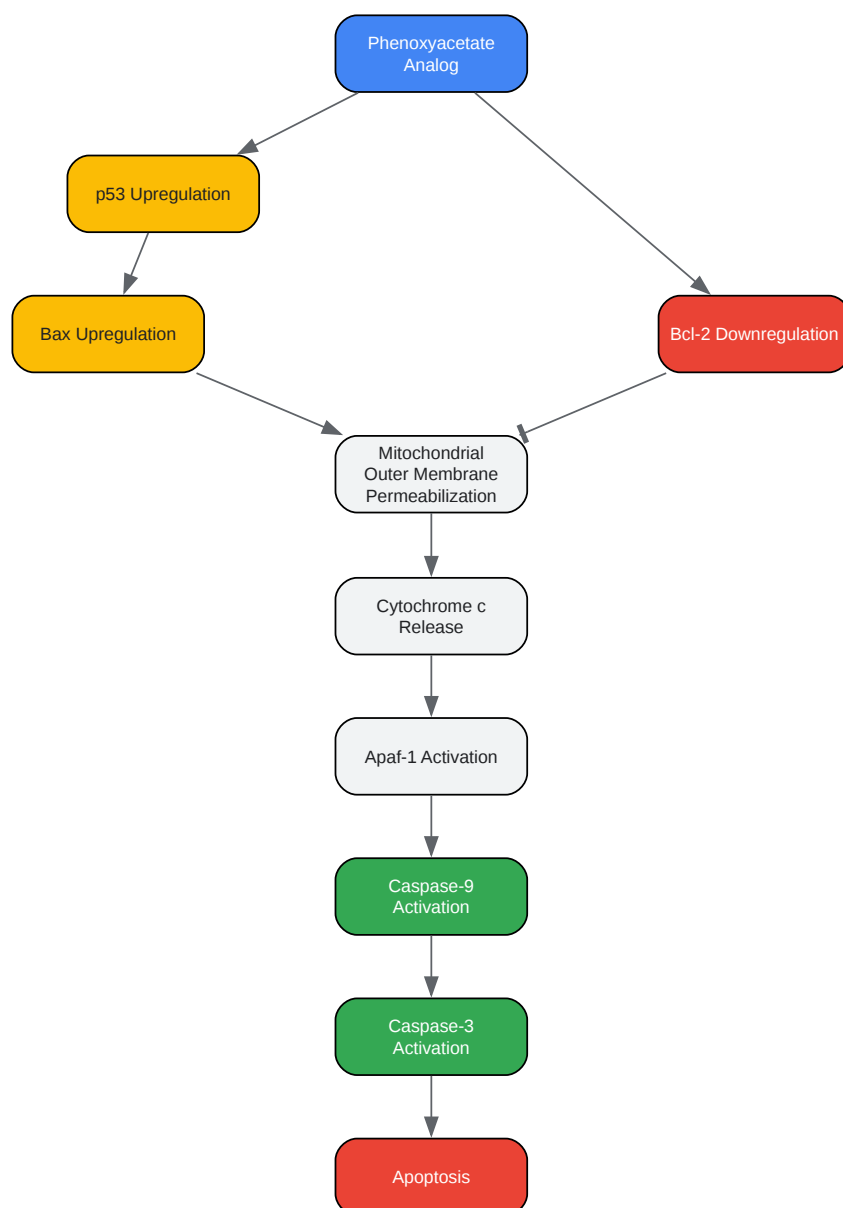 Phenoxyacetate
Analog
p53 Upregulation
Bax Upregulation
Bcl-2 Downregulation
Mitochondrial
Outer Membrane
Permeabilization
Cytochrome c
Release
Apaf-1 Activation
Caspase-9
Activation
Caspase-3
Activation
Apoptosis